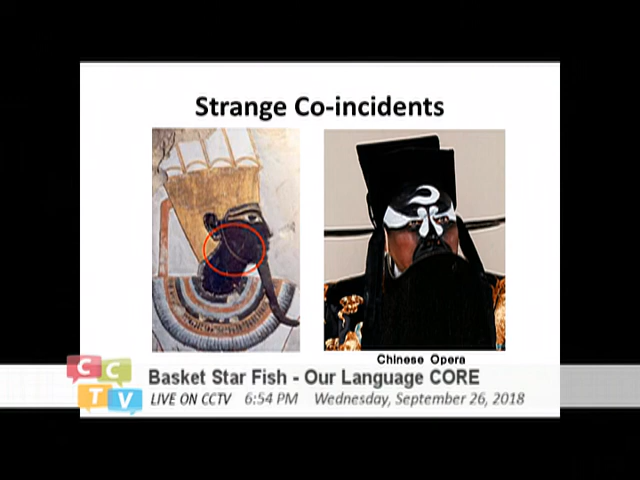 Strange Co-incidents
Chinese Opera
CCTV
Basket Star Fish - Our Language CORE
LIVE ON CCTV 6:54 PM Wednesday, September 26, 2018